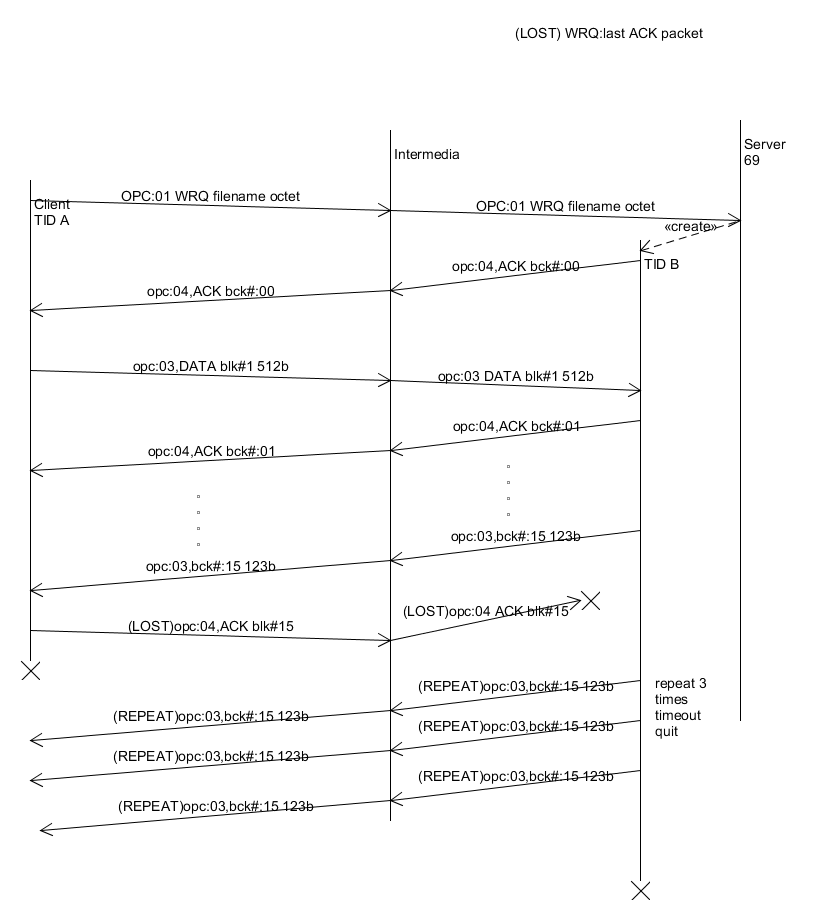 (LOST) WRQ:last ACK packet
Server
69
Intermedia
Client
TID A
OPC:01 WRQ filename octet
OPC:01 WRQ filename octet
«create»
TID B
opc:04,ACK bck#:00
opc:04,ACK bck#:00
opc:03,DATA blk#1 512b
opc:03 DATA blk#1 512b
opc:04,ACK bck#:01
opc:04,ACK bck#:01
opc:03,bck#:15 123b
opc:03,bck#:15 123b
(LOST)opc:04 ACK blk#15
(LOST)opc:04,ACK blk#15
(REPEAT)opc:03,bck#:15 123b
repeat 3
times
timeout
quit
(REPEAT)opc:03,bck#:15 123b
(REPEAT)opc:03,bck#:15 123b
(REPEAT)opc:03,bck#:15 123b
(REPEAT)opc:03,bck#:15 123b
(REPEAT)opc:03,bck#:15 123b